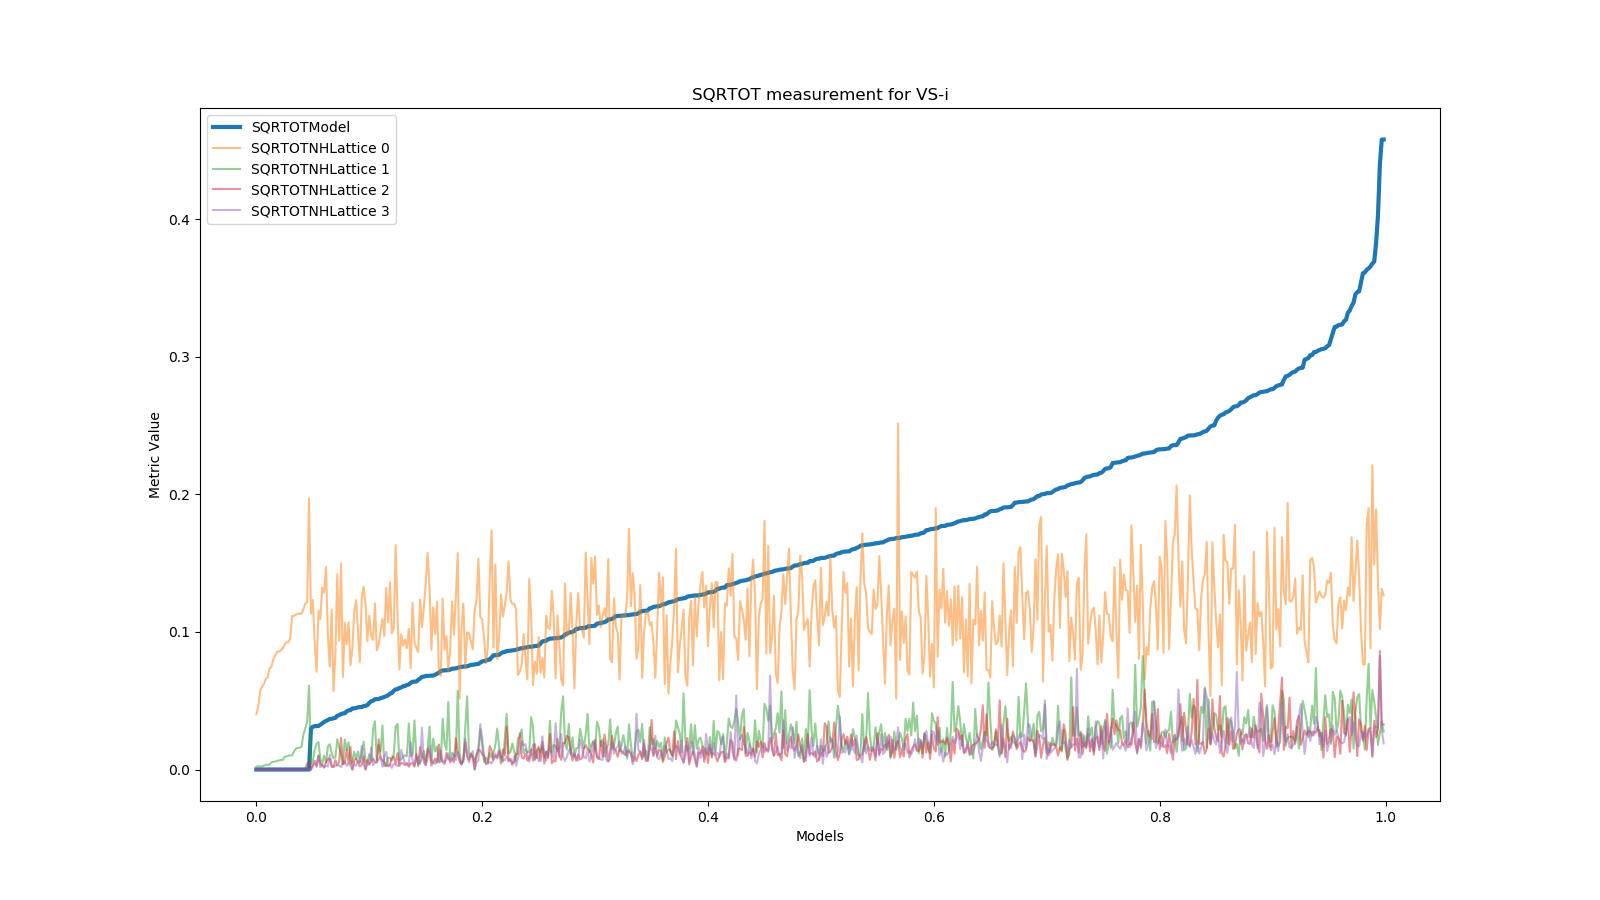 SQRTOT measurement for VS-i
SQRTOTModel
SQRTOTNHLattice 0
SQRTOTNHLattice 1
SQRTOTNHLattice 2
SQRTOTNHLattice 3
0.4
0.3
0.2
0.1
0.0
Metric Value
0.0 0.2 0.4 0.6 0.8 1.0
Models